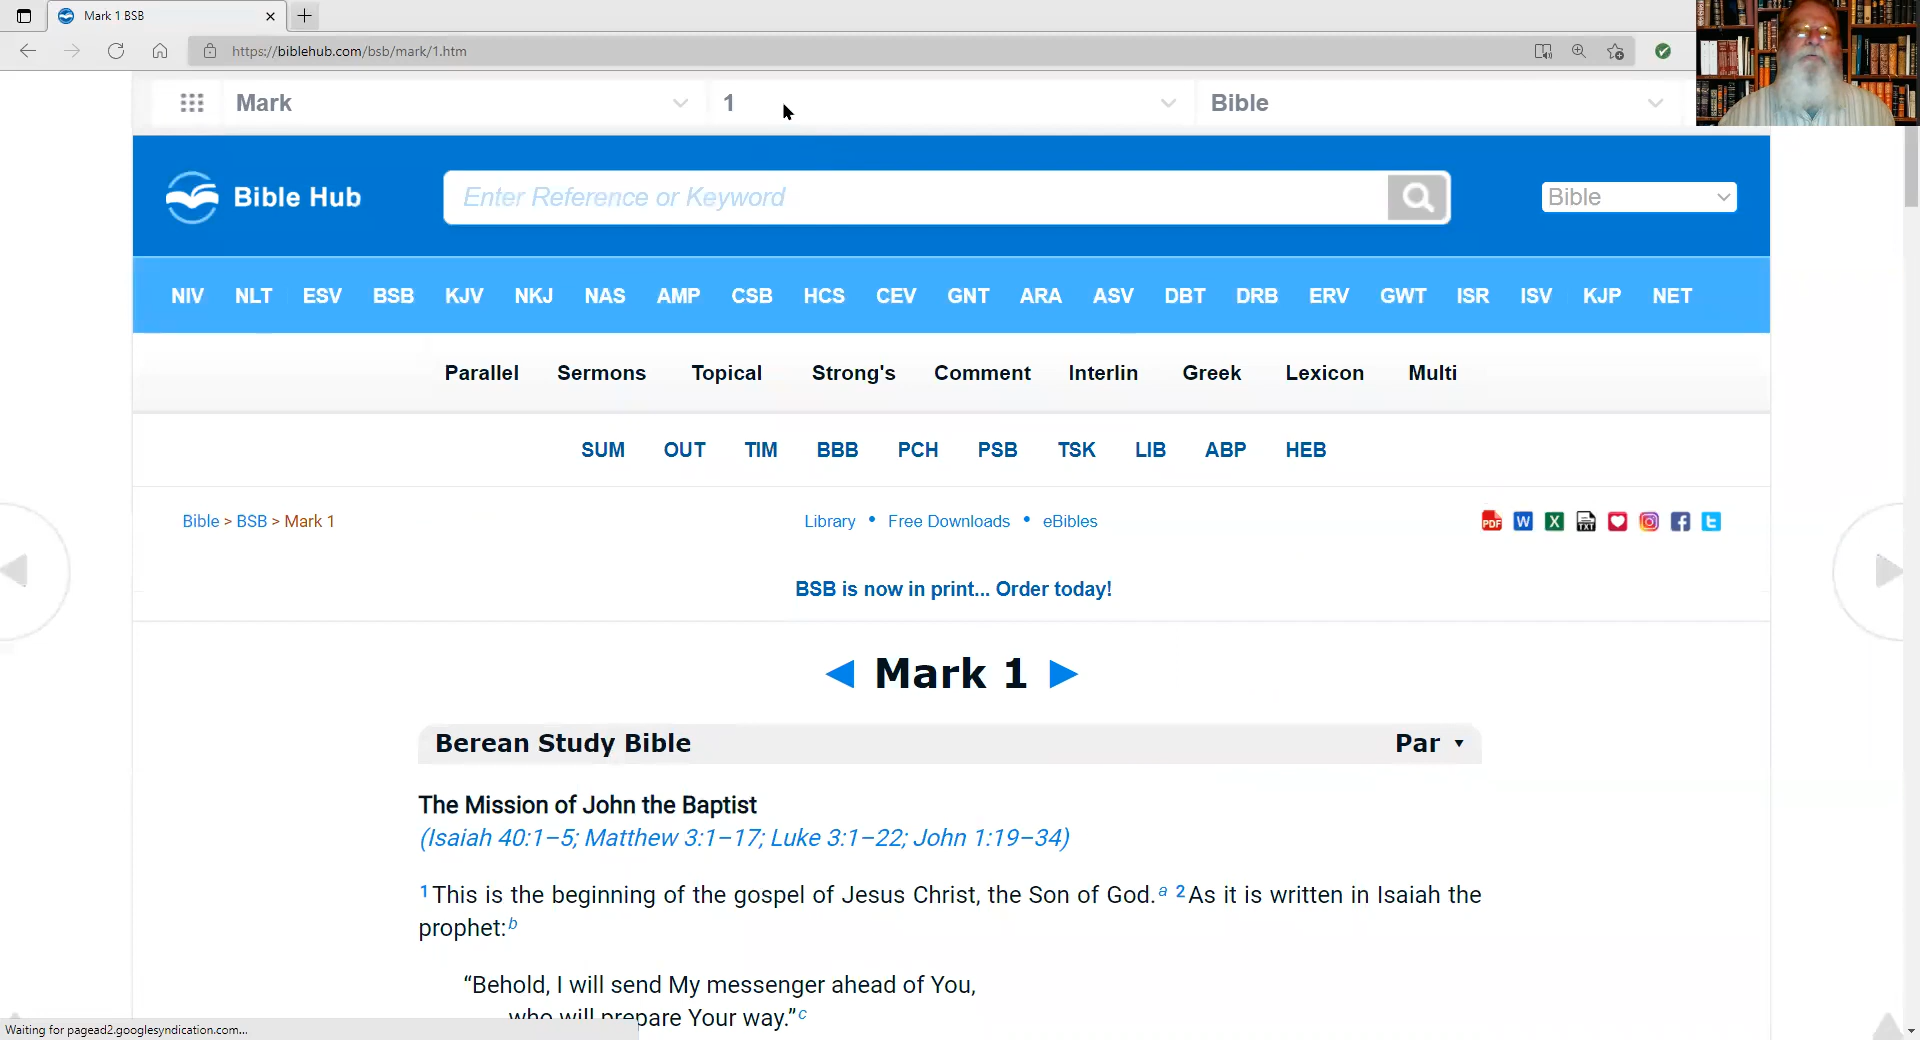 Mark 1 BSB
https://biblehub.com/bsb/mark/1.htm
Mark 1 Bible
Bible Hub Enter Reference or Keyword Bible
NIV NLT ESV BSB KJV NKJ NAS AMP CSB HCS CEV GNT ARA ASV DBT DRB ERV GWT ISR ISV KJP NET
Parallel Sermons Topical Strong's Comment Interlin Greek Lexicon Multi
SUM OUT TIM BBB PCH PSB TSK LIB ABP HEB
Bible > BSB > Mark 1 Library • Free Downloads • eBibles PDF W X TXT
BSB is now in print... Order today!
◀ Mark 1 ▶
Berean Study Bible Par ▼
The Mission of John the Baptist
(Isaiah 40:1–5; Matthew 3:1–17; Luke 3:1–22; John 1:19–34)
1 This is the beginning of the gospel of Jesus Christ, the Son of God. a 2 As it is written in Isaiah the
prophet: b
“Behold, I will send My messenger ahead of You,
who will prepare Your way.” c
Waiting for pagead2.googlesyndication.com...